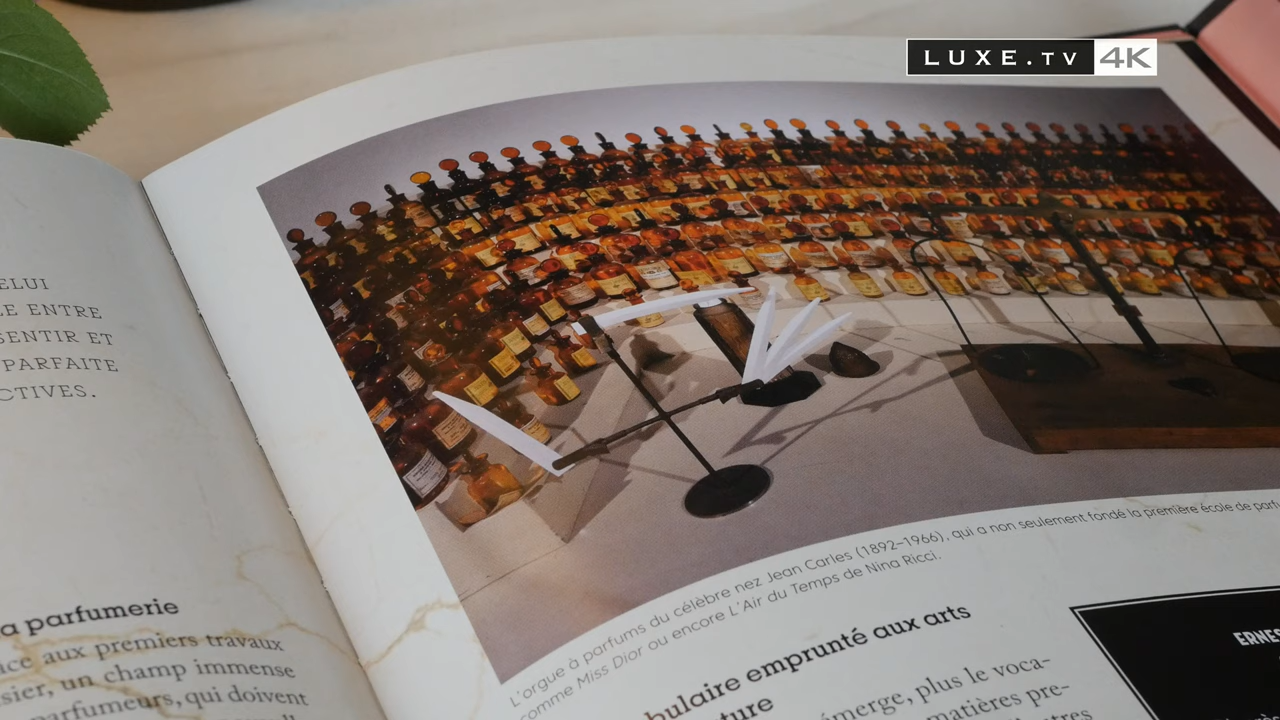 LUXE.TV 4K
ELUI
LE ENTRE
SENTIR ET
PARFAITE
CTIVES.
a parfumerie
ce aux premiers travaux
sier, un champ immense
parfumeurs, qui doivent
L'orgue à parfums du célèbre nez Jean Carles (1892–1966), qui a non seulement fondé la première école de parfu
comme Miss Dior ou encore L'Air du Temps de Nina Ricci.
bulaire emprunté aux arts
ture
émerge, plus le voca-
matières pre-
ERNES